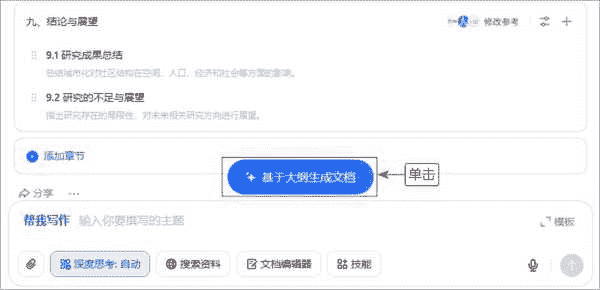 九、结论与展望
修改参考
9.1 研究成果总结
总结城市化对社区结构在空间、人口、经济和社会等方面的影响。
9.2 研究的不足与展望
指出研究存在的局限性，对未来相关研究方向进行展望。
添加章节
基于大纲生成文档
单击
分享
帮我写作 输入你要撰写的主题
模板
深度思考: 自动 搜索资料 文档编辑器 技能